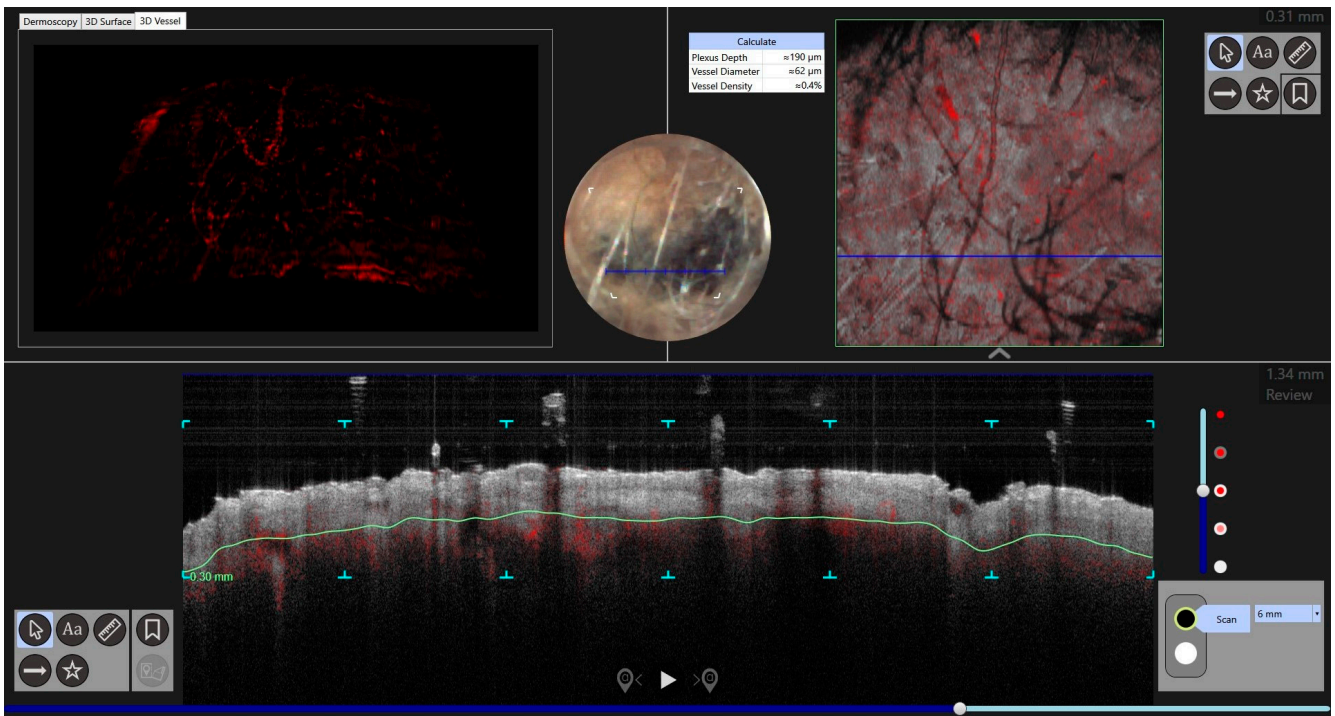 Dermoscopy 3D Surface 3D Vessel
Calculate
Plexus Depth ≈190 µm
Vessel Diameter ≈62 µm
Vessel Density ≈0.4%
0.31 mm
Aa
1.34 mm
Review
0.30 mm
Aa
Scan 6 mm